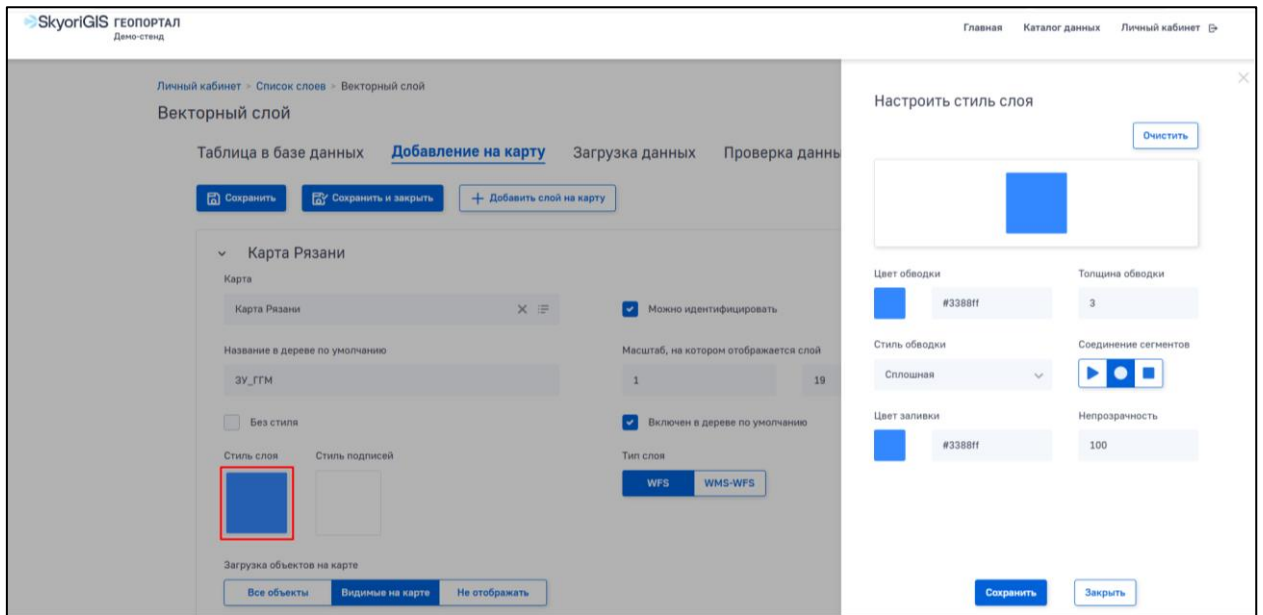 SkyoriGIS ГЕОПОРТАЛ
Демо-стенд
Главная Каталог данных Личный кабинет
Личный кабинет > Список слоев > Векторный слой
Векторный слой
Таблица в базе данных Добавление на карту Загрузка данных Проверка данны
Сохранить Сохранить и закрыть Добавить слой на карту
Карта Рязани
Карта
Карта Рязани
Можно идентифицировать
Название в дереве по умолчанию
Масштаб, на котором отображается слой
ЗУ_ГГМ
1 19
Без стиля
Включен в дереве по умолчанию
Стиль слоя Стиль подписей
Тип слоя
WFS WMS-WFS
Загрузка объектов на карте
Все объекты Видимые на карте Не отображать
Настроить стиль слоя
Очистить
Цвет обводки Толщина обводки
#3388ff 3
Стиль обводки Соединение сегментов
Сплошная
Цвет заливки Непрозрачность
#3388ff 100
Сохранить Закрыть